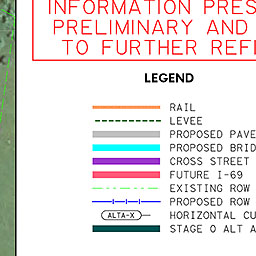 INFORMATION PRES
PRELIMINARY AND
TO FURTHER REFI
LEGEND
RAIL
LEVEE
PROPOSED PAVE
PROPOSED BRID
CROSS STREET
FUTURE I-69
EXISTING ROW
PROPOSED ROW
ALTA-X HORIZONTAL CU
STAGE 0 ALT A